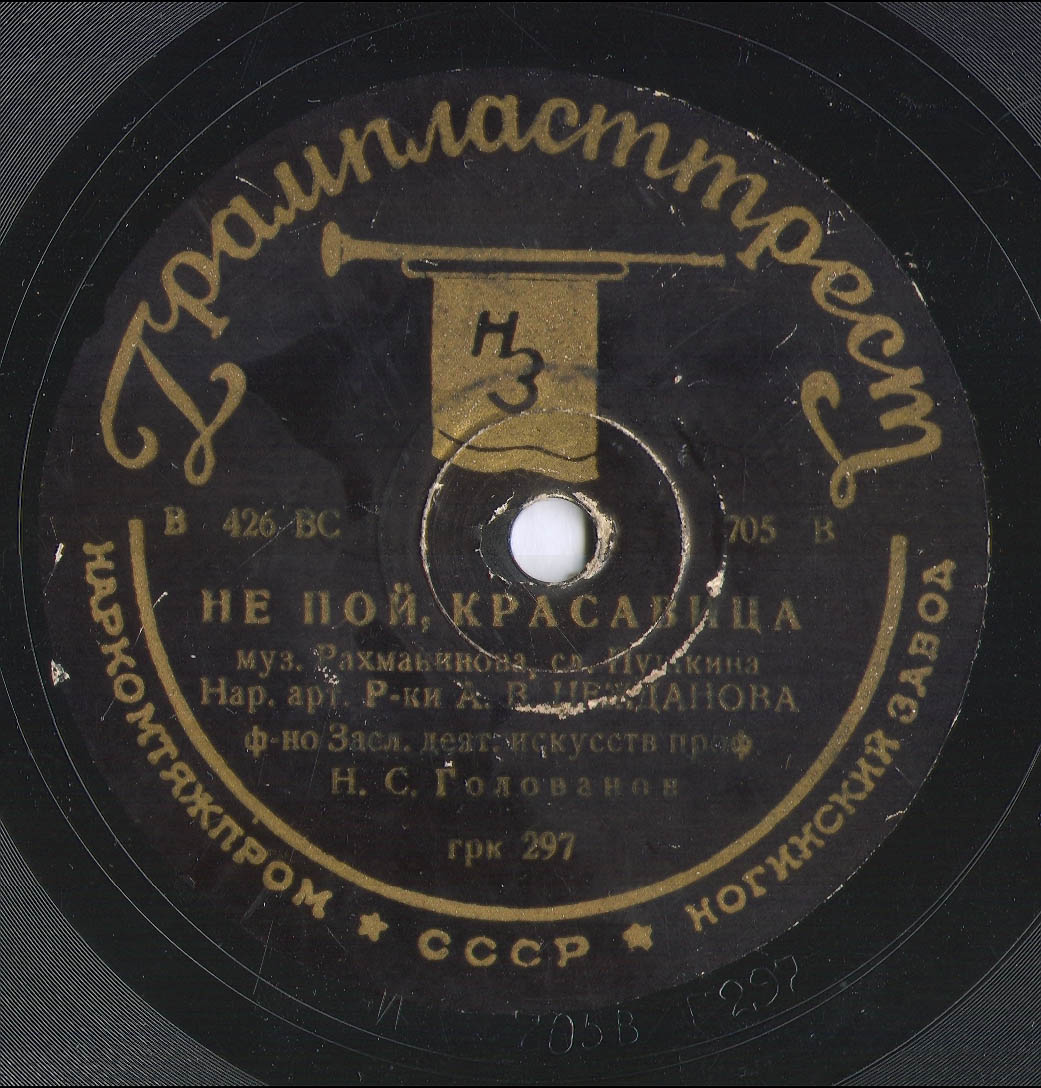 Грампласттрест
НЗ
В 426 ВС 705 В
НЕ ПОЙ, КРАСАВИЦА
муз. Рахманинова, сл. Пушкина
Нар. арт. Р-ки А. В. НЕЖДАНОВА
ф-но Засл. деят. искусств проф.
Н. С. Голованов
грк 297
НАРКОМТЯЖПРОМ ★ СССР ★ НОГИНСКИЙ ЗАВОД
И 705В Г297